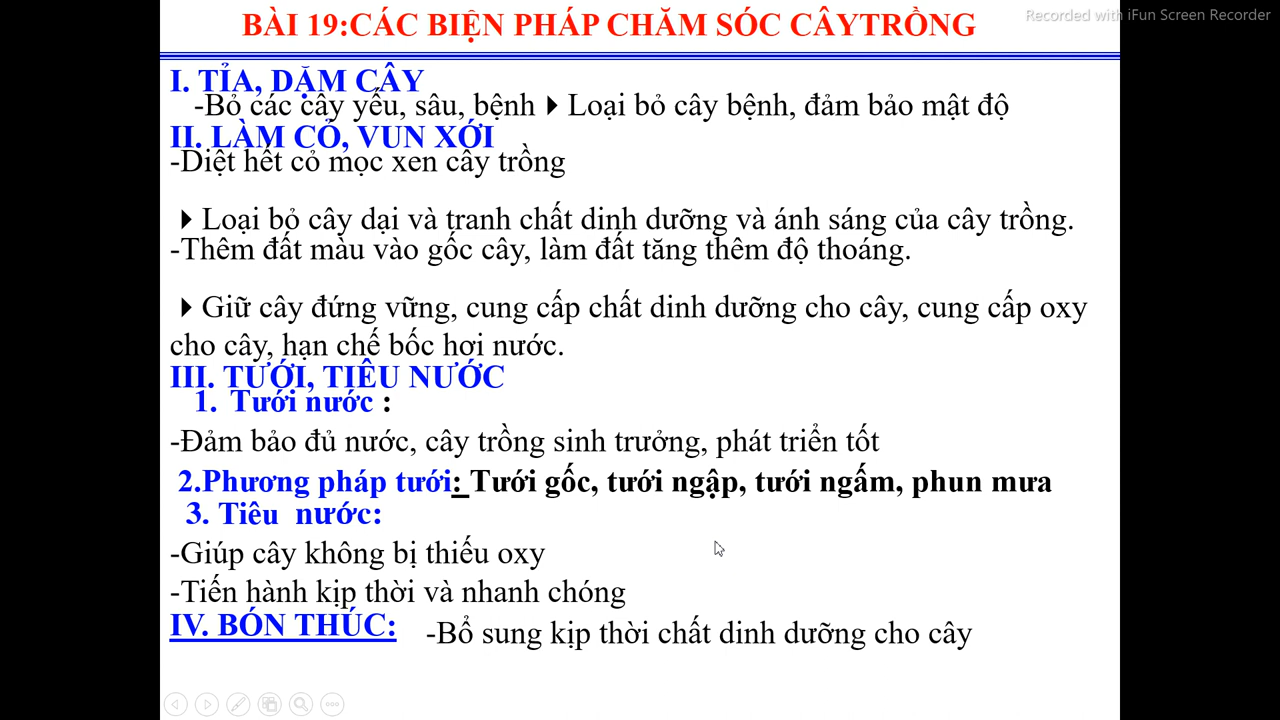 Recorded with iFun Screen Recorder
BÀI 19:CÁC BIỆN PHÁP CHĂM SÓC CÂYTRỒNG
I. TỈA, DẶM CÂY
-Bỏ các cây yếu, sâu, bệnh Loại bỏ cây bệnh, đảm bảo mật độ
II. LÀM CỎ, VUN XỚI
-Diệt hết cỏ mọc xen cây trồng
Loại bỏ cây dại và tranh chất dinh dưỡng và ánh sáng của cây trồng.
-Thêm đất màu vào gốc cây, làm đất tăng thêm độ thoáng.
Giữ cây đứng vững, cung cấp chất dinh dưỡng cho cây, cung cấp oxy
cho cây, hạn chế bốc hơi nước.
III. TƯỚI, TIÊU NƯỚC
1. Tưới nước :
-Đảm bảo đủ nước, cây trồng sinh trưởng, phát triển tốt
2.Phương pháp tưới: Tưới gốc, tưới ngập, tưới ngấm, phun mưa
3. Tiêu nước:
-Giúp cây không bị thiếu oxy
-Tiến hành kịp thời và nhanh chóng
IV. BÓN THÚC: -Bổ sung kịp thời chất dinh dưỡng cho cây